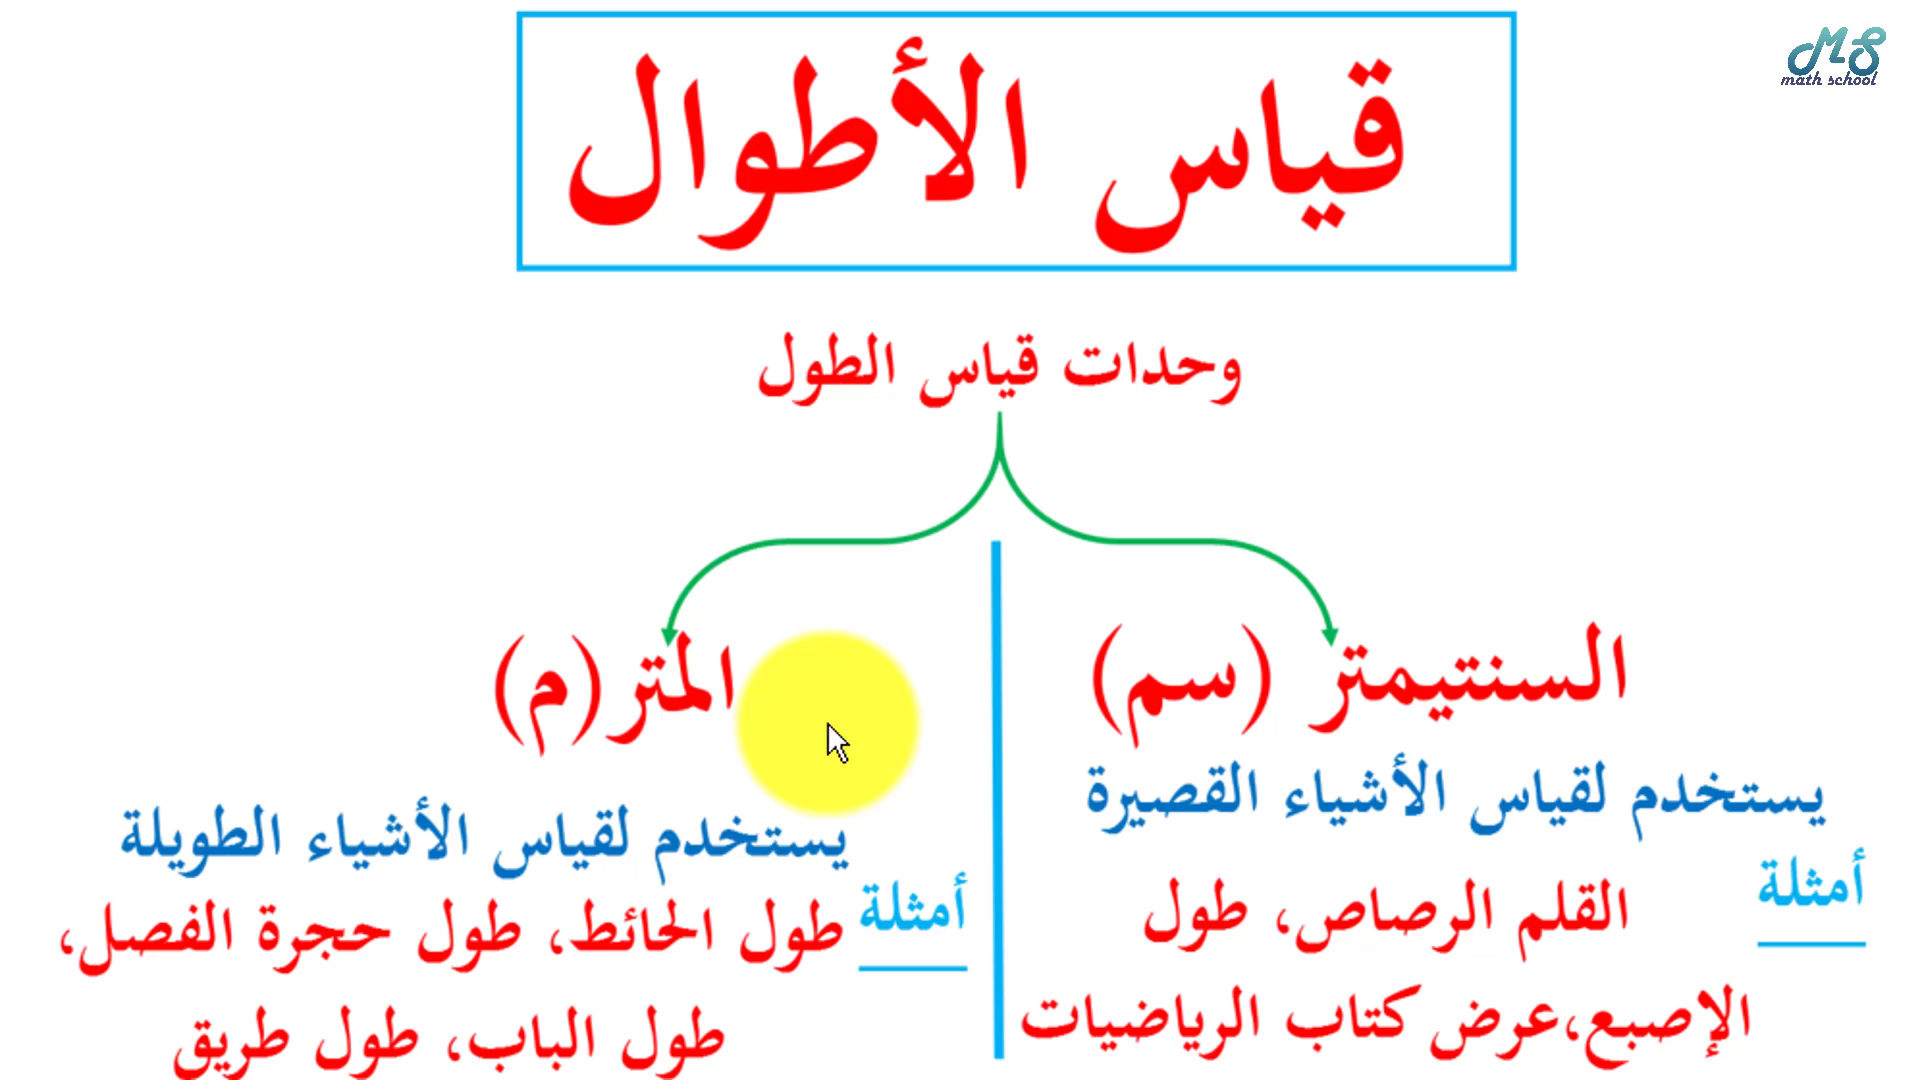 MS
math school
قياس الأطوال
وحدات قياس الطول
السنتيمتر (سم)
يستخدم لقياس الأشياء القصيرة
أمثلة
القلم الرصاص، طول
الإصبع،عرض كتاب الرياضيات
المتر(م)
يستخدم لقياس الأشياء الطويلة
أمثلة
طول الحائط، طول حجرة الفصل،
طول الباب، طول طريق